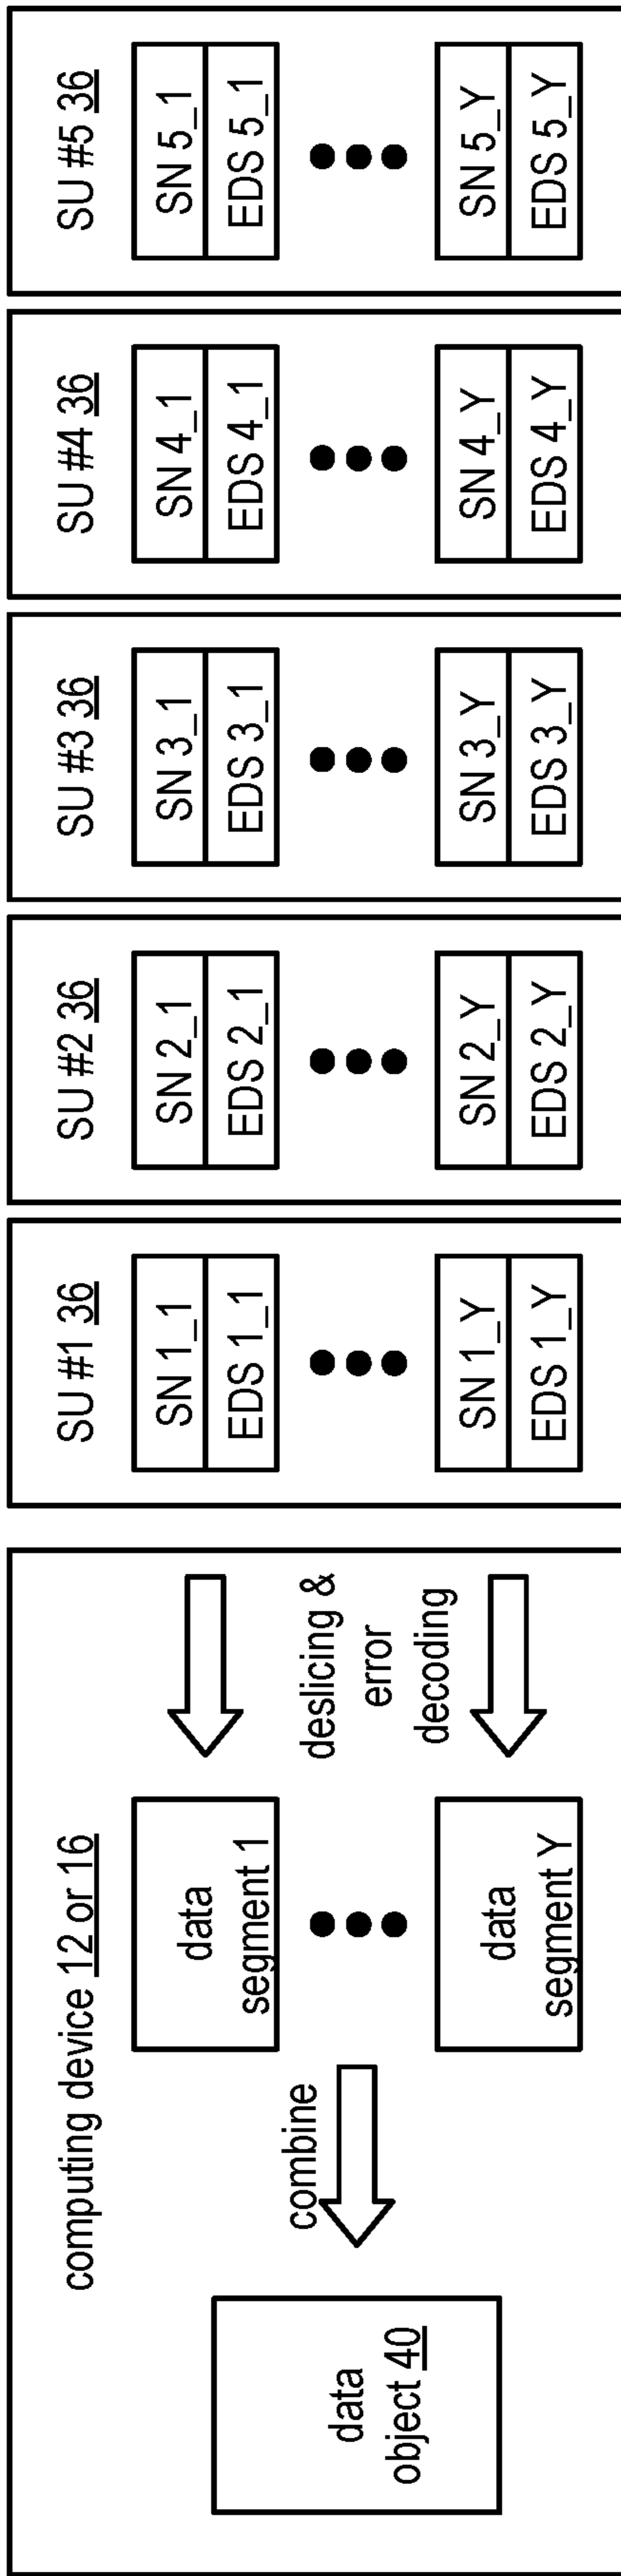 computing device 12 or 16
data
object 40
combine
data
segment 1
data
segment Y
deslicing &
error
decoding
SU #1 36
SN 1_1
EDS 1_1
SN 1_Y
EDS 1_Y
SU #2 36
SN 2_1
EDS 2_1
SN 2_Y
EDS 2_Y
SU #3 36
SN 3_1
EDS 3_1
SN 3_Y
EDS 3_Y
SU #4 36
SN 4_1
EDS 4_1
SN 4_Y
EDS 4_Y
SU #5 36
SN 5_1
EDS 5_1
SN 5_Y
EDS 5_Y